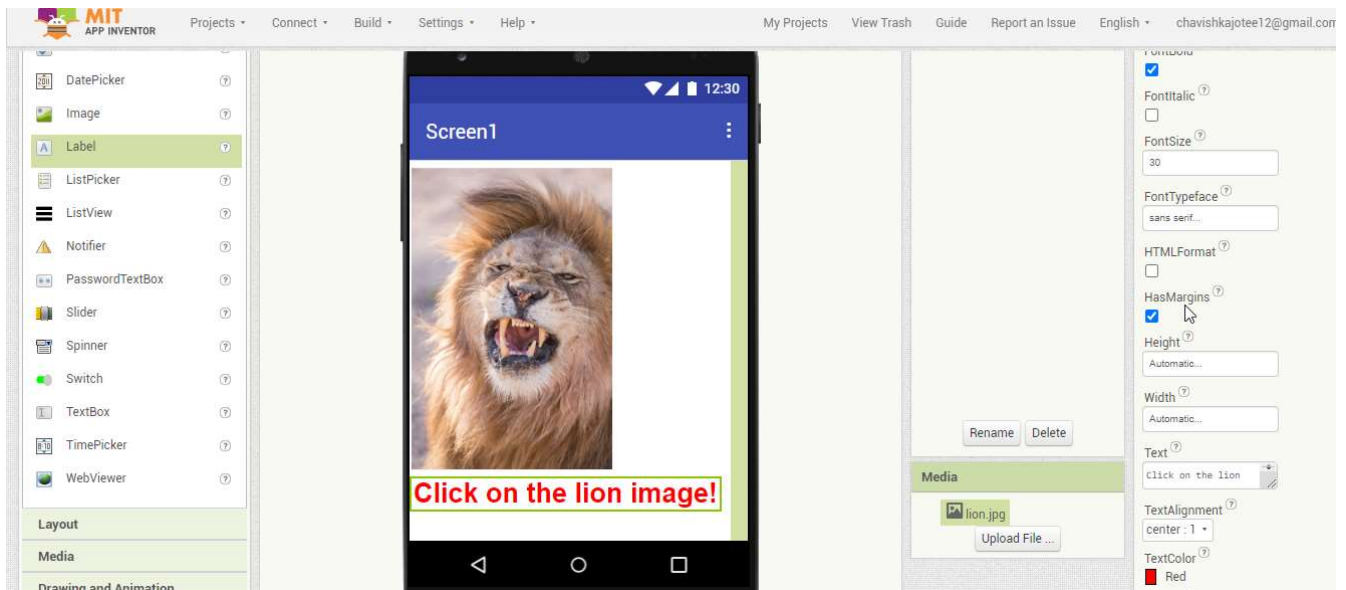 MIT
APP INVENTOR
Projects
Connect
Build
Settings
Help
My Projects
View Trash
Guide
Report an Issue
English
chavishkajotee12@gmail.com
DatePicker
Image
Label
ListPicker
ListView
Notifier
PasswordTextBox
Slider
Spinner
Switch
TextBox
TimePicker
WebViewer
Layout
Media
Drawing and Animation
12:30
Screen1
Click on the lion image!
Rename Delete
Media
lion.jpg
Upload File ...
FontBold
FontItalic
FontSize
30
FontTypeface
sans serif...
HTMLFormat
HasMargins
Height
Automatic...
Width
Automatic...
Text
Click on the lion
TextAlignment
center : 1
TextColor
Red